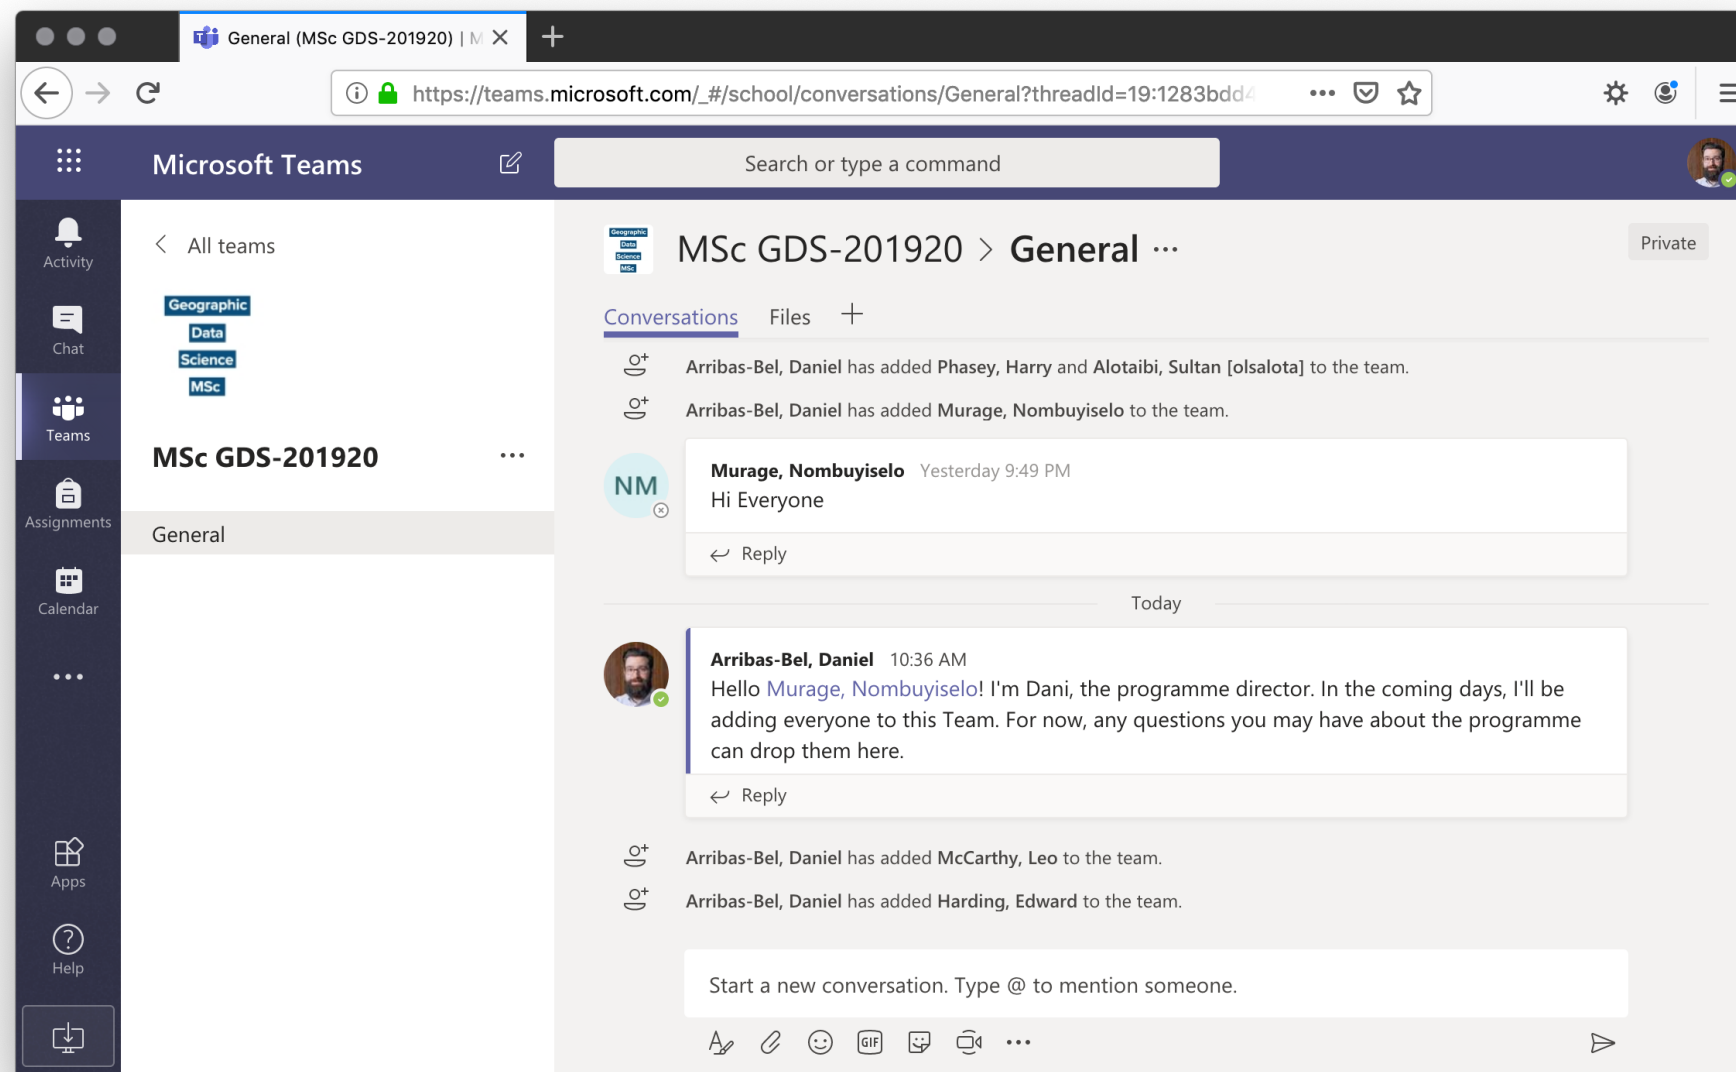 General (MSc GDS-201920) | M
https://teams.microsoft.com/_#/school/conversations/General?threadId=19:1283bdd4
Microsoft Teams
Search or type a command
Activity
Chat
Teams
Assignments
Calendar
Apps
Help
All teams
Geographic
Data
Science
MSc
MSc GDS-201920
General
Geographic
Data
Science
MSc
MSc GDS-201920 > General
Private
Conversations Files
Arribas-Bel, Daniel has added Phasey, Harry and Alotaibi, Sultan [olsalota] to the team.
Arribas-Bel, Daniel has added Murage, Nombuyiselo to the team.
NM
Murage, Nombuyiselo Yesterday 9:49 PM
Hi Everyone
Reply
Today
Arribas-Bel, Daniel 10:36 AM
Hello Murage, Nombuyiselo! I'm Dani, the programme director. In the coming days, I'll be
adding everyone to this Team. For now, any questions you may have about the programme
can drop them here.
Reply
Arribas-Bel, Daniel has added McCarthy, Leo to the team.
Arribas-Bel, Daniel has added Harding, Edward to the team.
Start a new conversation. Type @ to mention someone.
GIF